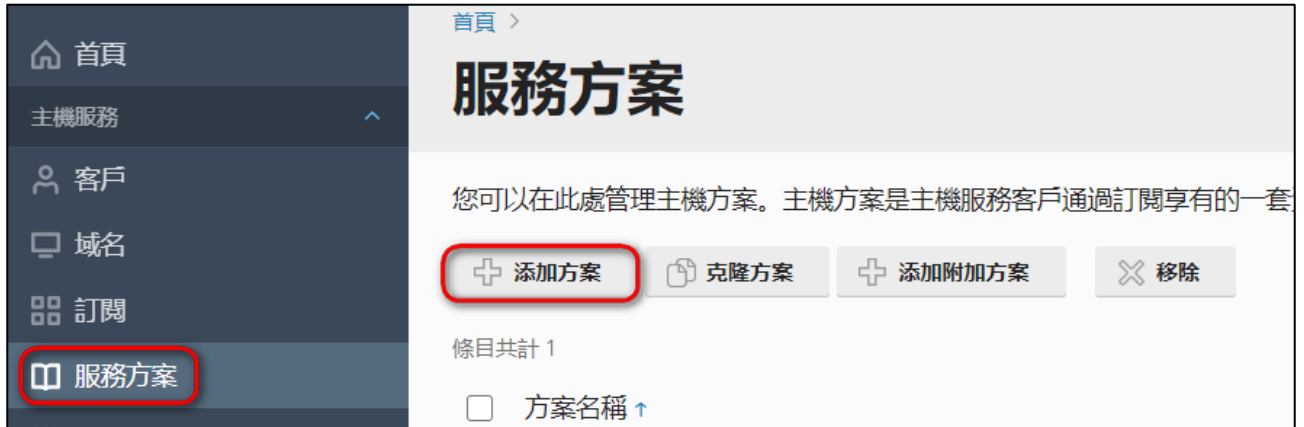 首頁
主機服務
客戶
域名
訂閱
服務方案
首頁 >
服務方案
您可以在此處管理主機方案。主機方案是主機服務客戶通過訂閱享有的一套
添加方案 克隆方案 添加附加方案 移除
條目共計 1
方案名稱 ↑